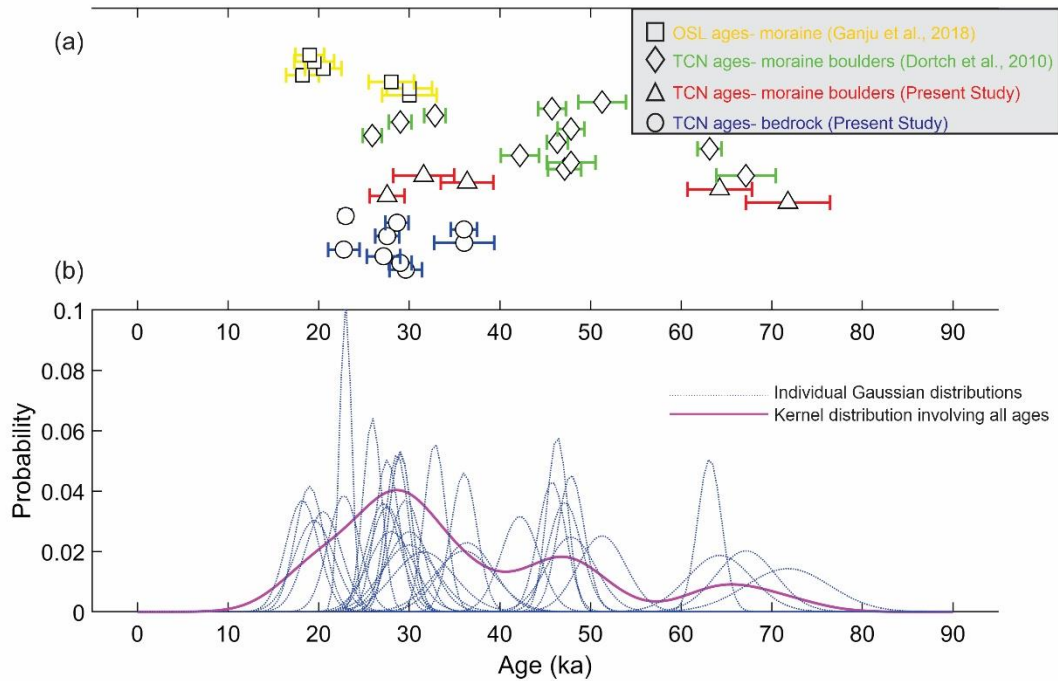 (a)
OSL ages- moraine (Ganju et al., 2018)
TCN ages- moraine boulders (Dortch et al., 2010)
TCN ages- moraine boulders (Present Study)
TCN ages- bedrock (Present Study)
(b)
0 10 20 30 40 50 60 70 80 90
0.1
0.08
0.06
0.04
0.02
0
Probability
Individual Gaussian distributions
Kernel distribution involving all ages
0 10 20 30 40 50 60 70 80 90
Age (ka)